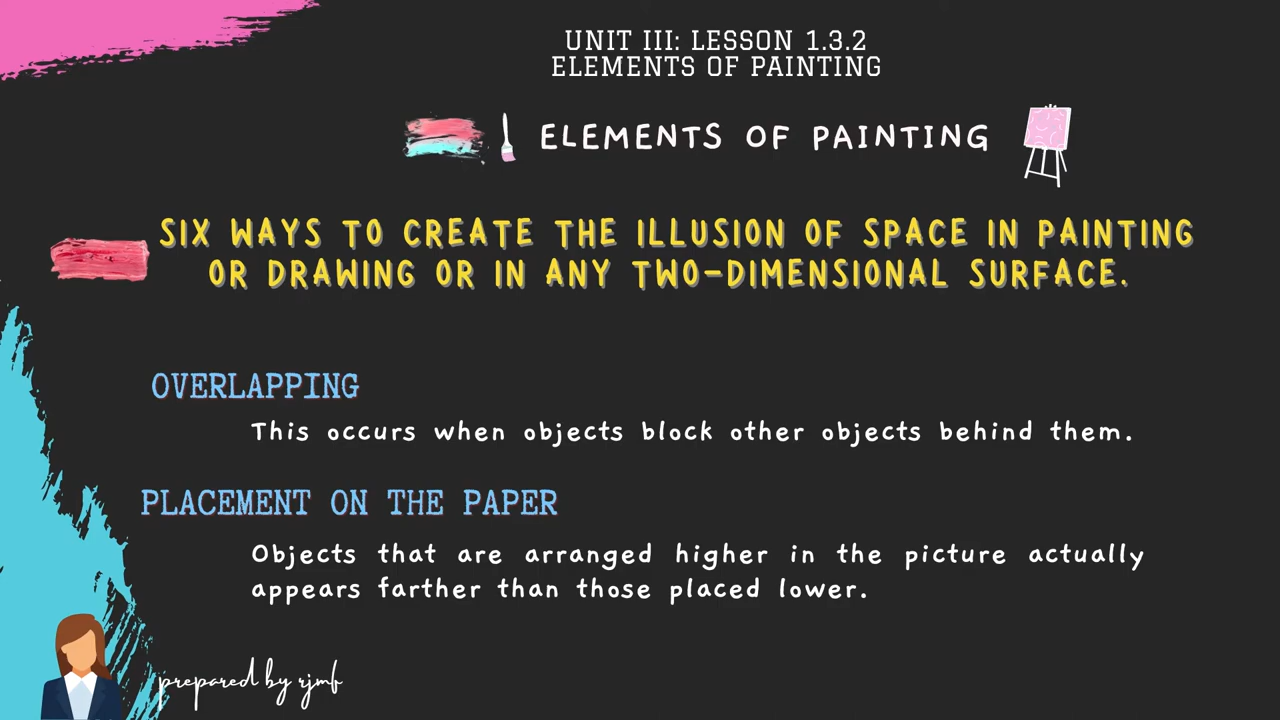 UNIT III: LESSON 1.3.2
ELEMENTS OF PAINTING
ELEMENTS OF PAINTING
SIX WAYS TO CREATE THE ILLUSION OF SPACE IN PAINTING
OR DRAWING OR IN ANY TWO-DIMENSIONAL SURFACE.
OVERLAPPING
This occurs when objects block other objects behind them.
PLACEMENT ON THE PAPER
Objects that are arranged higher in the picture actually
appears farther than those placed lower.
prepared by rjmf